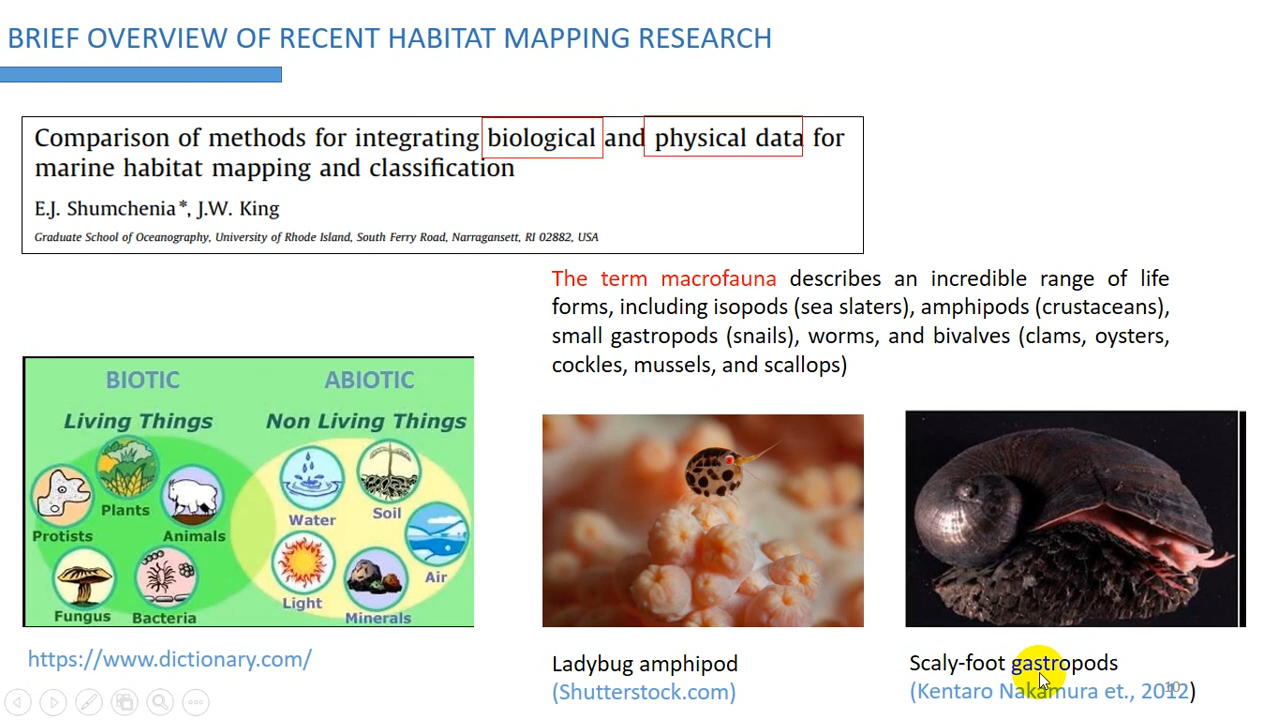 BRIEF OVERVIEW OF RECENT HABITAT MAPPING RESEARCH
Comparison of methods for integrating biological and physical data for
marine habitat mapping and classification
E.J. Shumchenia*, J.W. King
Graduate School of Oceanography, University of Rhode Island, South Ferry Road, Narragansett, RI 02882, USA
The term macrofauna describes an incredible range of life
forms, including isopods (sea slaters), amphipods (crustaceans),
small gastropods (snails), worms, and bivalves (clams, oysters,
cockles, mussels, and scallops)
BIOTIC
Living Things
Plants
Protists
Animals
Fungus
Bacteria
ABIOTIC
Non Living Things
Water
Soil
Air
Light
Minerals
https://www.dictionary.com/
Ladybug amphipod
(Shutterstock.com)
Scaly-foot gastropods
(Kentaro Nakamura et., 2012)
10